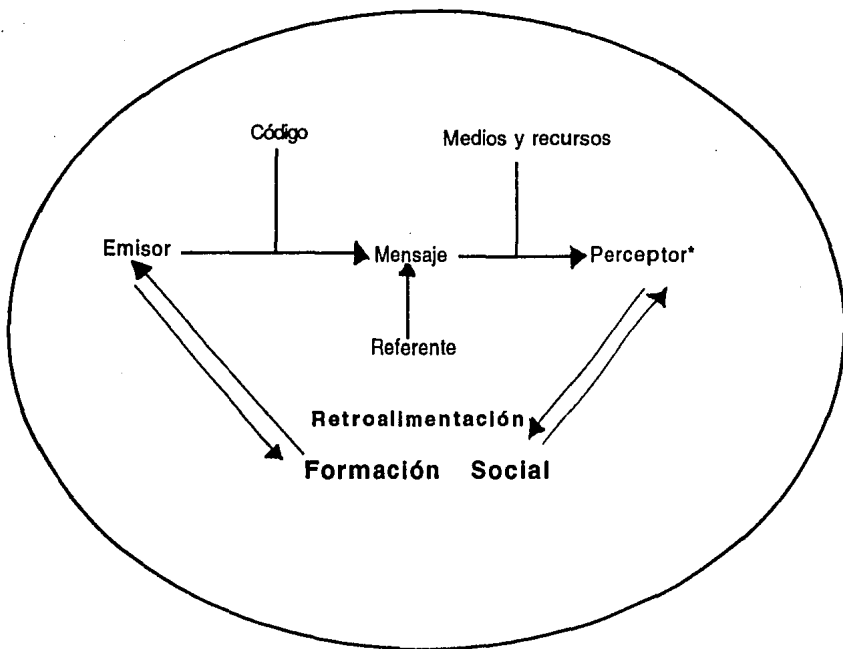 Código
Medios y recursos
Emisor
Mensaje
Perceptor*
Referente
Retroalimentación
Formación Social